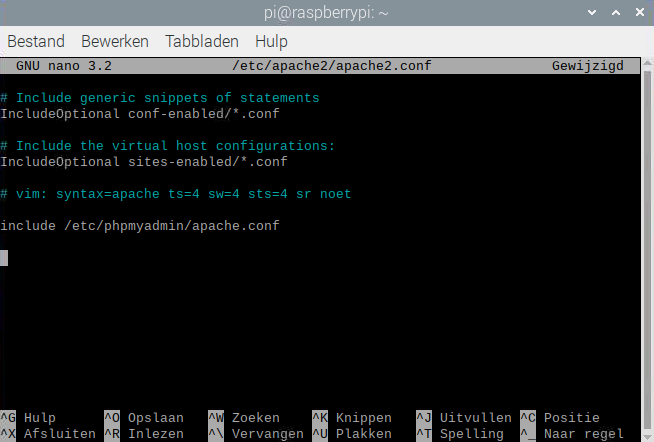 pi@raspberrypi: ~
Bestand Bewerken Tabbladen Hulp
GNU nano 3.2 /etc/apache2/apache2.conf Gewijzigd
# Include generic snippets of statements
IncludeOptional conf-enabled/*.conf
# Include the virtual host configurations:
IncludeOptional sites-enabled/*.conf
# vim: syntax=apache ts=4 sw=4 sts=4 sr noet
include /etc/phpmyadmin/apache.conf
^G Hulp ^O Opslaan ^W Zoeken ^K Knippen ^J Uitvullen ^C Positie
^X Afsluiten ^R Inlezen ^\ Vervangen ^U Plakken ^T Spelling ^_ Naar regel